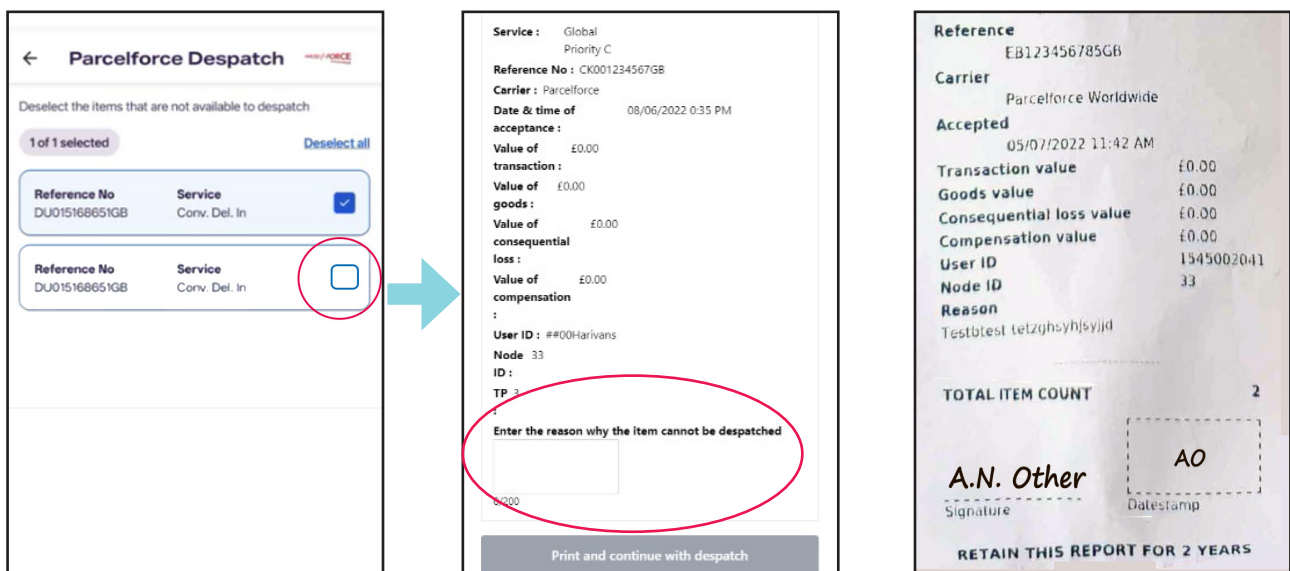 ← Parcelforce Despatch
Deselect the items that are not available to despatch
1 of 1 selected Deselect all
Reference No Service
DU015168651GB Conv. Del. In
Reference No Service
DU015168651GB Conv. Del. In
Service : Global
Priority C
Reference No : CK001234567GB
Carrier : Parcelforce
Date & time of 08/06/2022 0:35 PM
acceptance :
Value of £0.00
transaction :
Value of £0.00
goods :
Value of £0.00
consequential
loss :
Value of £0.00
compensation
:
User ID : ##00Harivans
Node 33
ID :
TP 3
:
Enter the reason why the item cannot be despatched
0/200
Print and continue with despatch
Reference
EB123456785GB
Carrier
Parcelforce Worldwide
Accepted
05/07/2022 11:42 AM
Transaction value £0.00
Goods value £0.00
Consequential loss value £0.00
Compensation value £0.00
User ID 1545002041
Node ID 33
Reason
TOTAL ITEM COUNT 2
A.N. Other AO
Signature Datestamp
RETAIN THIS REPORT FOR 2 YEARS